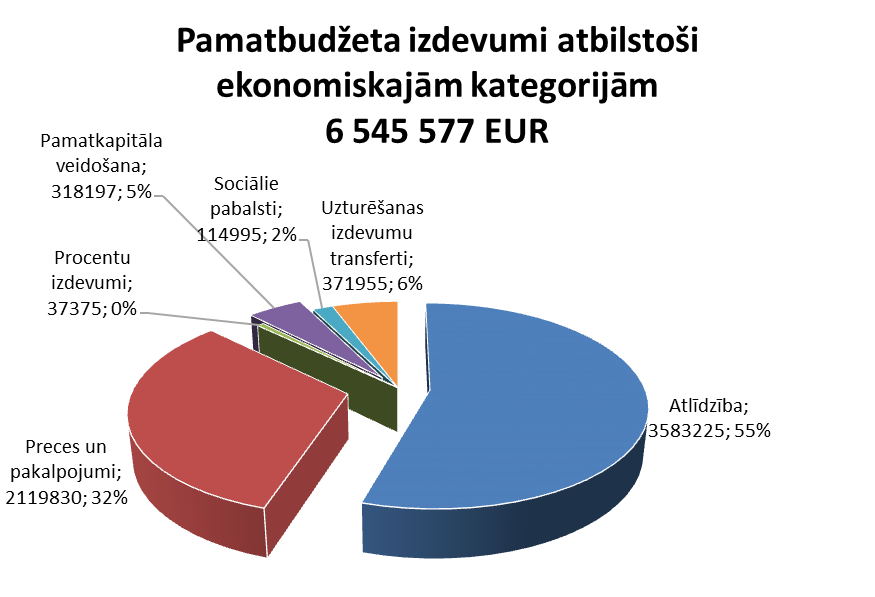 Pamatbudžeta izdevumi atbilstoši
ekonomiskajām kategorijām
6 545 577 EUR
Pamatkapitāla
veidošana;
318197; 5%
Sociālie
pabalsti;
114995; 2%
Uzturēšanas
izdevumu
transferti;
371955; 6%
Procentu
izdevumi;
37375; 0%
Atlīdzība;
3583225; 55%
Preces un
pakalpojumi;
2119830; 32%